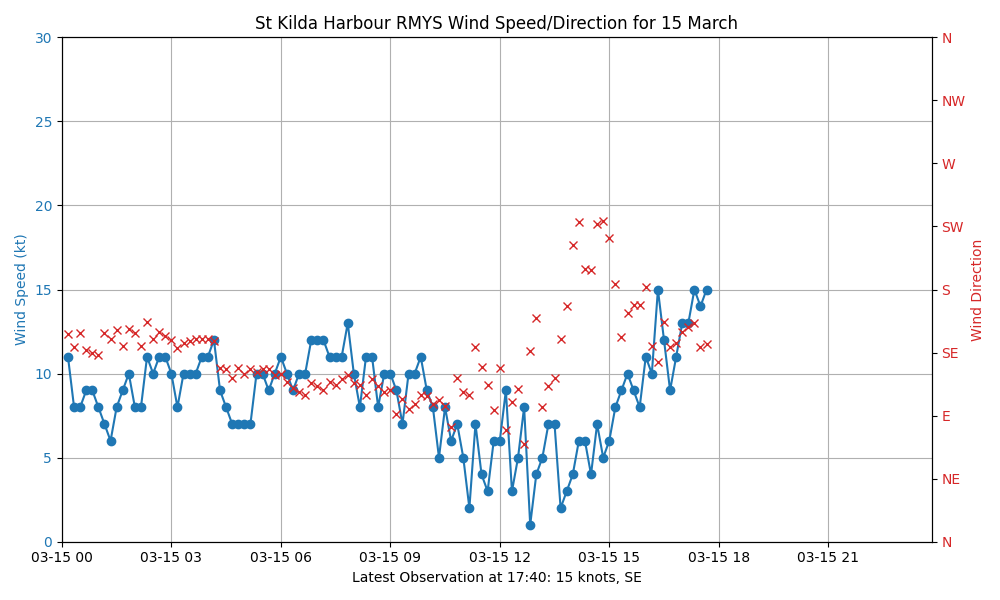 St Kilda Harbour RMYS Wind Speed/Direction for 15 March
30
25
20
15
10
5
0
Wind Speed (kt)
N
NW
W
SW
S
SE
E
NE
N
Wind Direction
03-15 00
03-15 03
03-15 06
03-15 09
03-15 12
03-15 15
03-15 18
03-15 21
Latest Observation at 17:40: 15 knots, SE